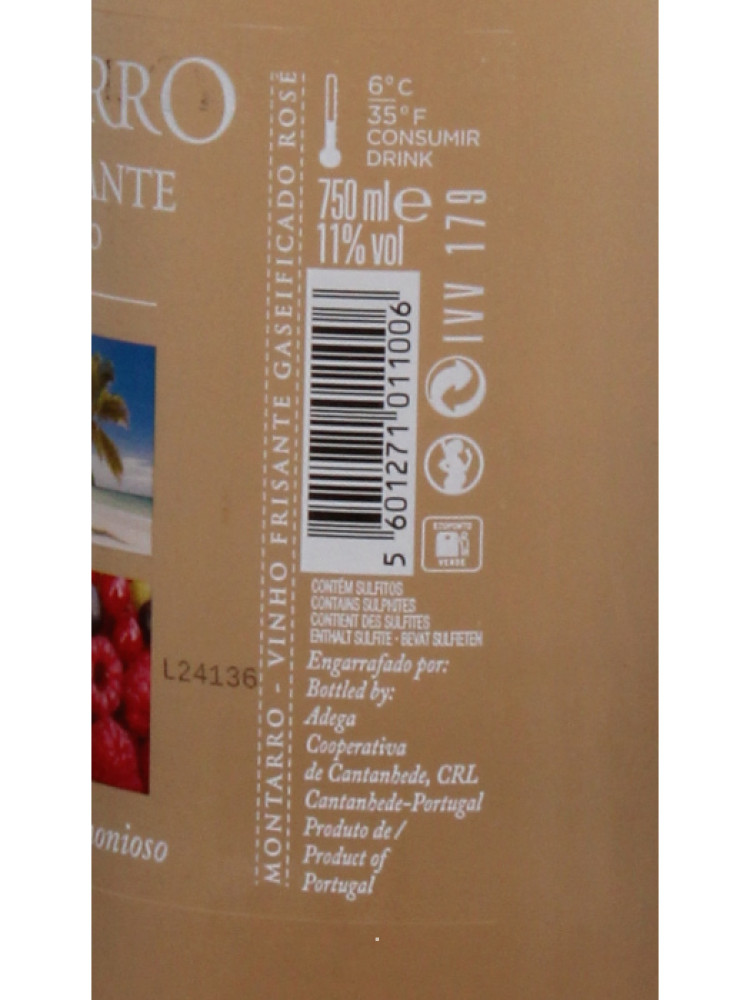 RRO
ANTE
O
L24136
onioso
MONTARRO - VINHO FRISANTE GASEIFICADO ROSÉ
6°C
35°F
CONSUMIR
DRINK
750 ml e
11% vol
IVV 179
5 601271 011006
ECOPONTO
VERDE
CONTÉM SULFITOS
CONTAINS SULPHITES
CONTIENT DES SULFITES
ENTHALT SULFITE · BEVAT SULFIETEN
Engarrafado por:
Bottled by:
Adega
Cooperativa
de Cantanhede, CRL
Cantanhede-Portugal
Produto de /
Product of
Portugal